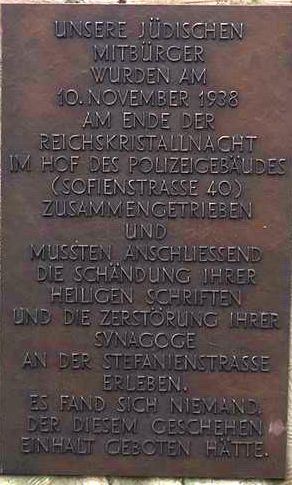 UNSERE JÜDISCHEN
MITBÜRGER
WURDEN AM
10. NOVEMBER 1938
AM ENDE DER
REICHSKRISTALLNACHT
IM HOF DES POLIZEIGEBÄUDES
(SOFIENSTRASSE 40)
ZUSAMMENGETRIEBEN
UND
MUSSTEN ANSCHLIESSEND
DIE SCHÄNDUNG IHRER
HEILIGEN SCHRIFTEN
UND DIE ZERSTÖRUNG IHRER
SYNAGOGE
AN DER STEFANIENSTRASSE
ERLEBEN.
ES FAND SICH NIEMAND,
DER DIESEM GESCHEHEN
EINHALT GEBOTEN HÄTTE.